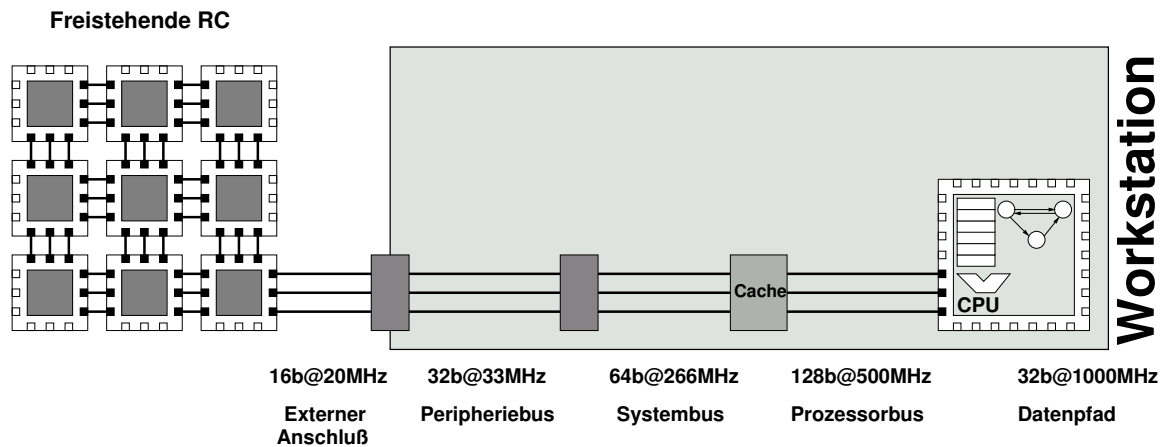 Freistehende RC
Workstation
Cache
CPU
16b@20MHz 32b@33MHz 64b@266MHz 128b@500MHz 32b@1000MHz
Externer Peripheriebus Systembus Prozessorbus Datenpfad
Anschluß